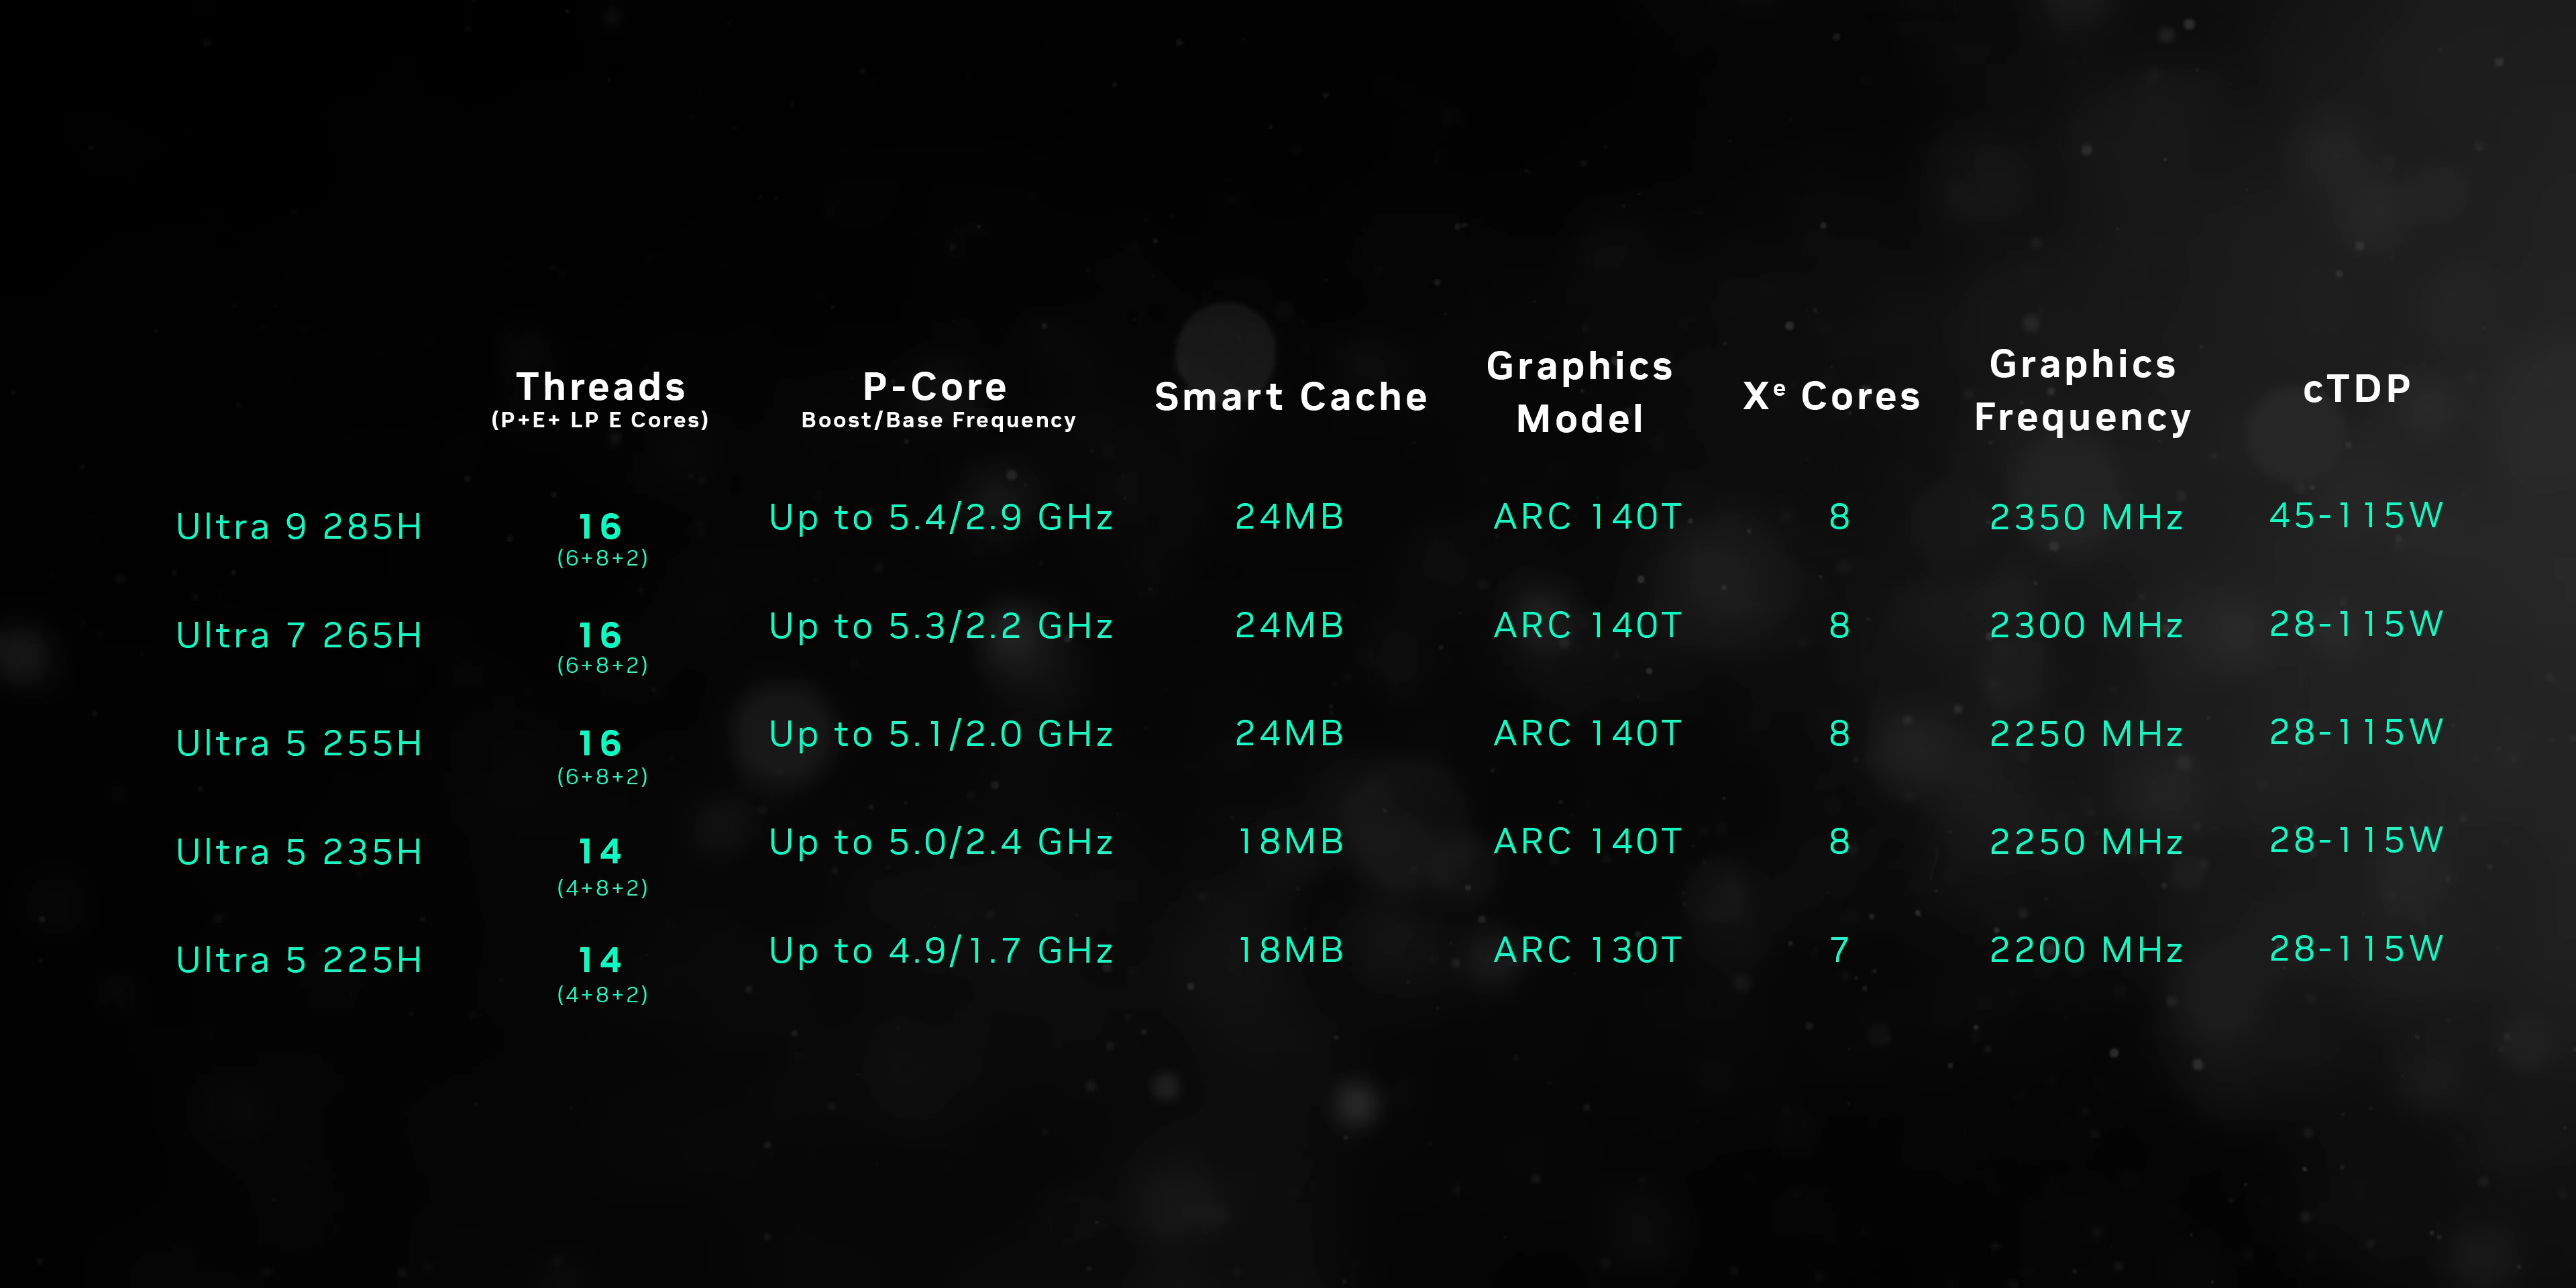 Threads
(P+E+ LP E Cores)
P-Core
Boost/Base Frequency
Smart Cache
Graphics
Model
Xᵉ Cores
Graphics
Frequency
cTDP
Ultra 9 285H 16 Up to 5.4/2.9 GHz 24MB ARC 140T 8 2350 MHz 45-115W
(6+8+2)
Ultra 7 265H 16 Up to 5.3/2.2 GHz 24MB ARC 140T 8 2300 MHz 28-115W
(6+8+2)
Ultra 5 255H 16 Up to 5.1/2.0 GHz 24MB ARC 140T 8 2250 MHz 28-115W
(6+8+2)
Ultra 5 235H 14 Up to 5.0/2.4 GHz 18MB ARC 140T 8 2250 MHz 28-115W
(4+8+2)
Ultra 5 225H 14 Up to 4.9/1.7 GHz 18MB ARC 130T 7 2200 MHz 28-115W
(4+8+2)